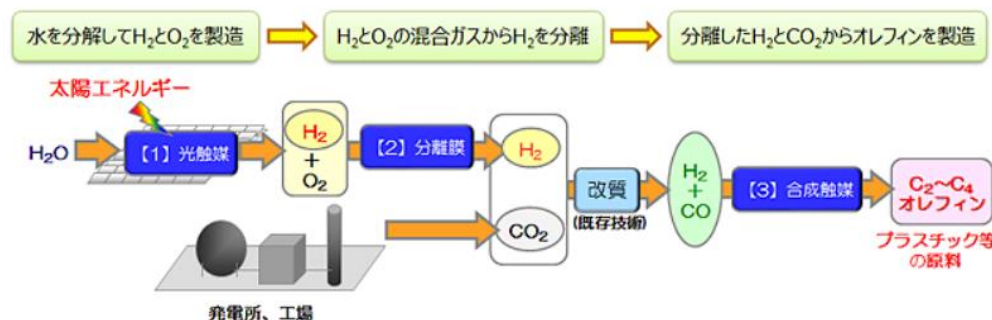 水を分解してH₂とO₂を製造
H₂とO₂の混合ガスからH₂を分離
分離したH₂とCO₂からオレフィンを製造
太陽エネルギー
H₂O
【1】光触媒
H₂
+
O₂
【2】分離膜
H₂
CO₂
改質
(既存技術)
H₂
+
CO
【3】合成触媒
C₂～C₄
オレフィン
プラスチック等
の原料
発電所、工場